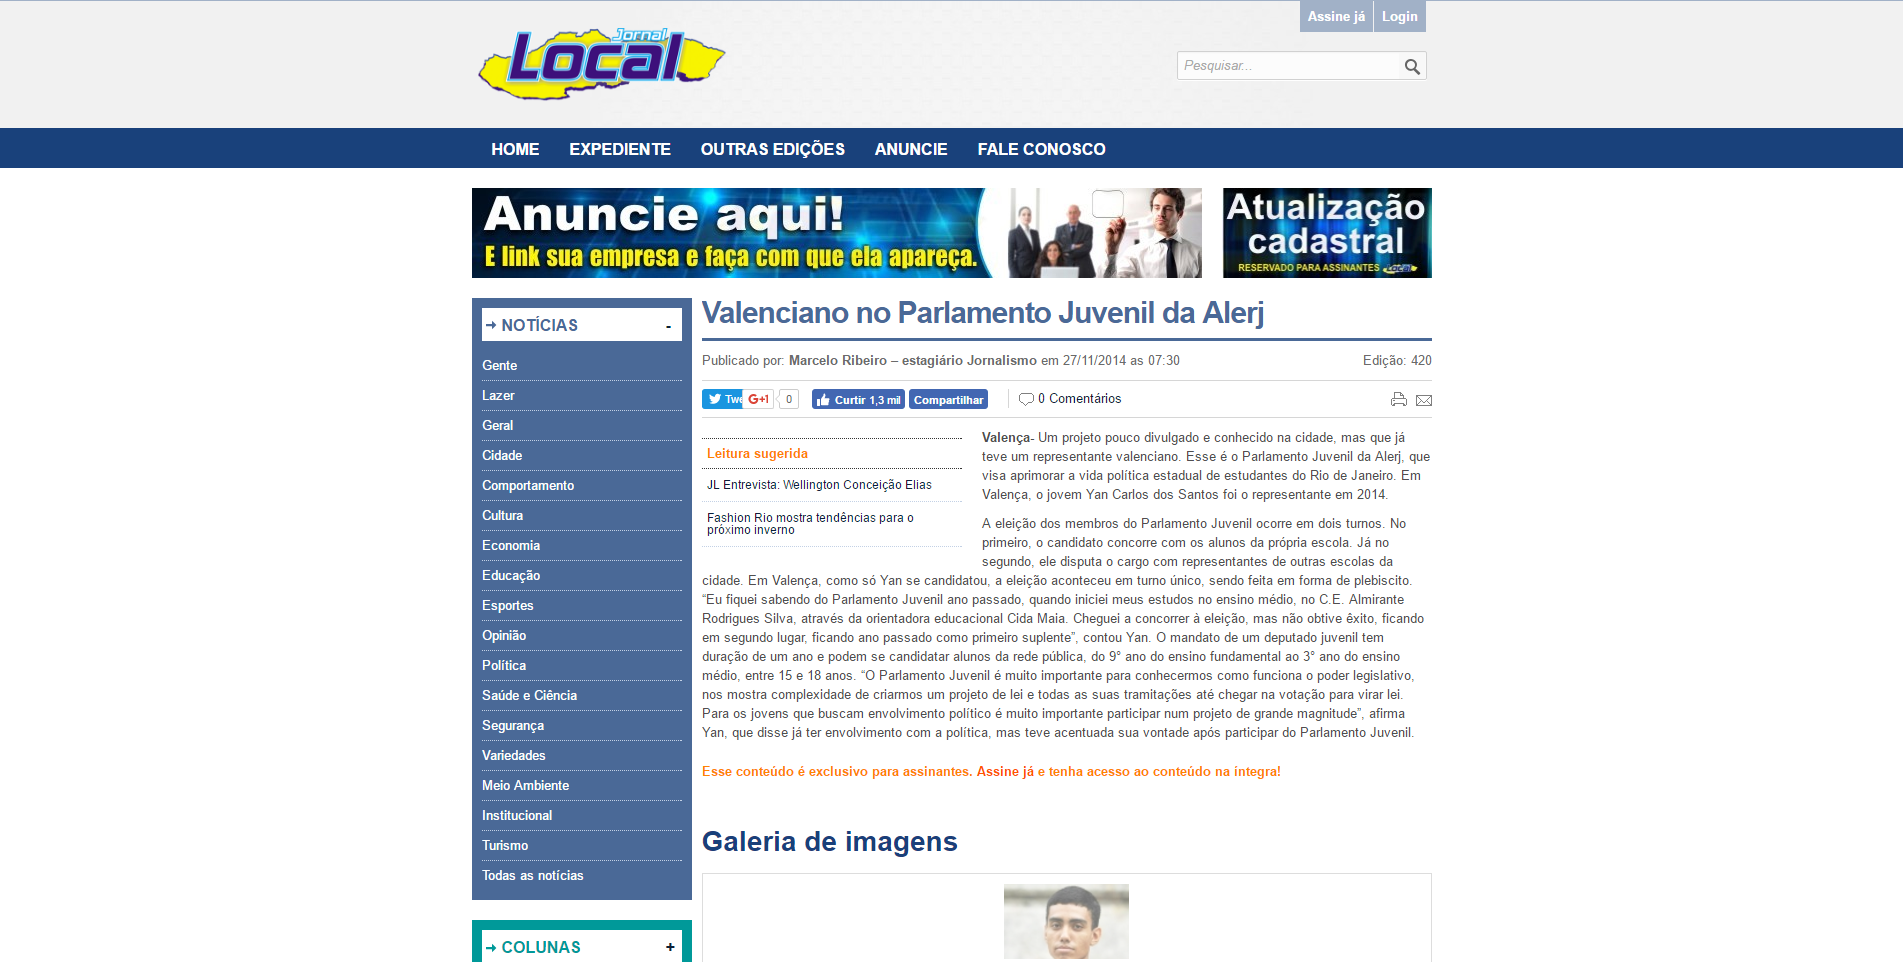 Assine já Login
Jornal
Local
Pesquisar...
HOME EXPEDIENTE OUTRAS EDIÇÕES ANUNCIE FALE CONOSCO
Anuncie aqui!
E link sua empresa e faça com que ela apareça.
Atualização
cadastral
RESERVADO PARA ASSINANTES Local
NOTÍCIAS -
Gente
Lazer
Geral
Cidade
Comportamento
Cultura
Economia
Educação
Esportes
Opinião
Política
Saúde e Ciência
Segurança
Variedades
Meio Ambiente
Institucional
Turismo
Todas as notícias
COLUNAS +
Valenciano no Parlamento Juvenil da Alerj
Publicado por: Marcelo Ribeiro – estagiário Jornalismo em 27/11/2014 as 07:30 Edição: 420
Twe G+1 0 Curtir 1,3 mil Compartilhar 0 Comentários
Leitura sugerida
JL Entrevista: Wellington Conceição Elias
Fashion Rio mostra tendências para o
próximo inverno
Valença- Um projeto pouco divulgado e conhecido na cidade, mas que já
teve um representante valenciano. Esse é o Parlamento Juvenil da Alerj, que
visa aprimorar a vida política estadual de estudantes do Rio de Janeiro. Em
Valença, o jovem Yan Carlos dos Santos foi o representante em 2014.
A eleição dos membros do Parlamento Juvenil ocorre em dois turnos. No
primeiro, o candidato concorre com os alunos da própria escola. Já no
segundo, ele disputa o cargo com representantes de outras escolas da
cidade. Em Valença, como só Yan se candidatou, a eleição aconteceu em turno único, sendo feita em forma de plebiscito.
“Eu fiquei sabendo do Parlamento Juvenil ano passado, quando iniciei meus estudos no ensino médio, no C.E. Almirante
Rodrigues Silva, através da orientadora educacional Cida Maia. Cheguei a concorrer à eleição, mas não obtive êxito, ficando
em segundo lugar, ficando ano passado como primeiro suplente”, contou Yan. O mandato de um deputado juvenil tem
duração de um ano e podem se candidatar alunos da rede pública, do 9° ano do ensino fundamental ao 3° ano do ensino
médio, entre 15 e 18 anos. “O Parlamento Juvenil é muito importante para conhecermos como funciona o poder legislativo,
nos mostra complexidade de criarmos um projeto de lei e todas as suas tramitações até chegar na votação para virar lei.
Para os jovens que buscam envolvimento político é muito importante participar num projeto de grande magnitude”, afirma
Yan, que disse já ter envolvimento com a política, mas teve acentuada sua vontade após participar do Parlamento Juvenil.
Esse conteúdo é exclusivo para assinantes. Assine já e tenha acesso ao conteúdo na íntegra!
Galeria de imagens